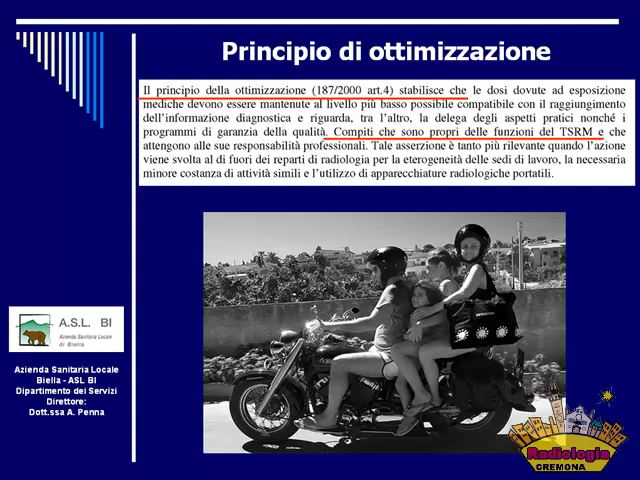 Principio di ottimizzazione
Il principio della ottimizzazione (187/2000 art.4) stabilisce che le dosi dovute ad esposizione
mediche devono essere mantenute al livello più basso possibile compatibile con il raggiungimento
dell'informazione diagnostica e riguarda, tra l'altro, la delega degli aspetti pratici nonché i
programmi di garanzia della qualità. Compiti che sono propri delle funzioni del TSRM e che
attengono alle sue responsabilità professionali. Tale asserzione è tanto più rilevante quando l'azione
viene svolta al di fuori dei reparti di radiologia per la eterogeneità delle sedi di lavoro, la necessaria
minore costanza di attività simili e l'utilizzo di apparecchiature radiologiche portatili.
A.S.L. BI
Azienda Sanitaria Locale
di Biella
Azienda Sanitaria Locale
Biella - ASL BI
Dipartimento dei Servizi
Direttore:
Dott.ssa A. Penna
Radiologia
CREMONA